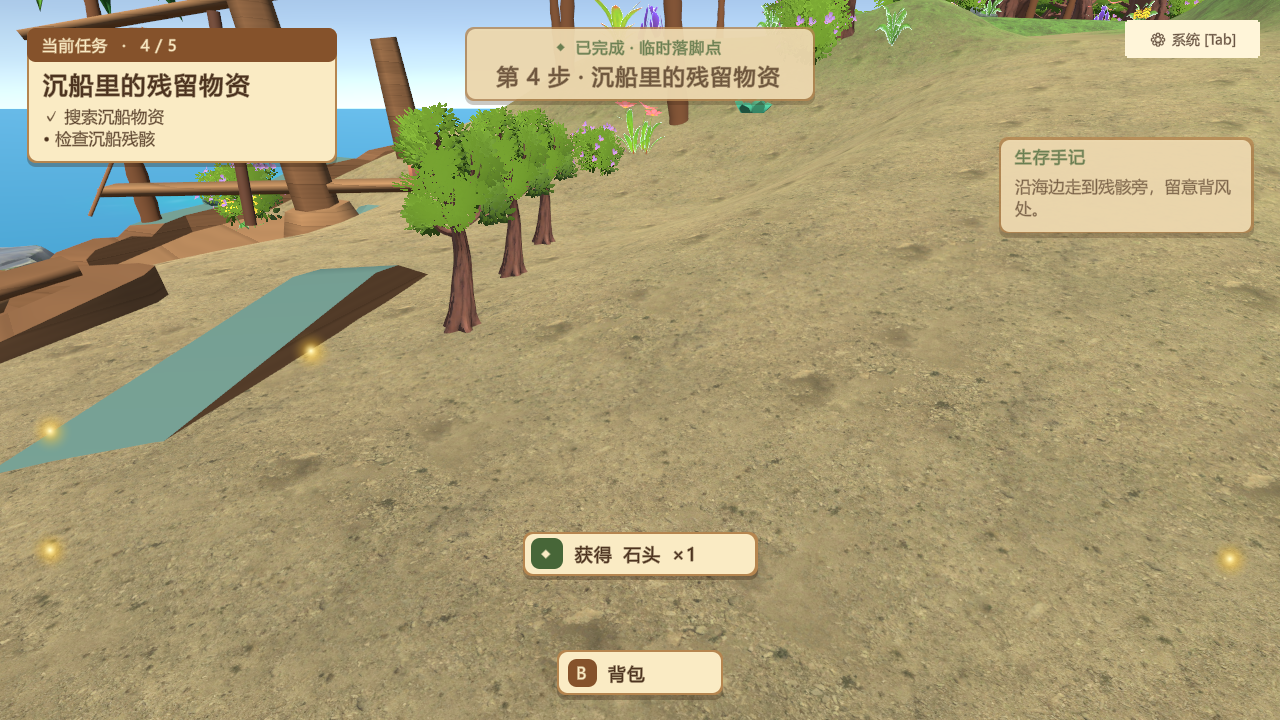 当前任务 · 4 / 5
沉船里的残留物资
✓ 搜索沉船物资
• 检查沉船残骸
◆ 已完成 · 临时落脚点
第 4 步 · 沉船里的残留物资
系统 [Tab]
生存手记
沿海边走到残骸旁，留意背风
处。
获得 石头 ×1
B 背包